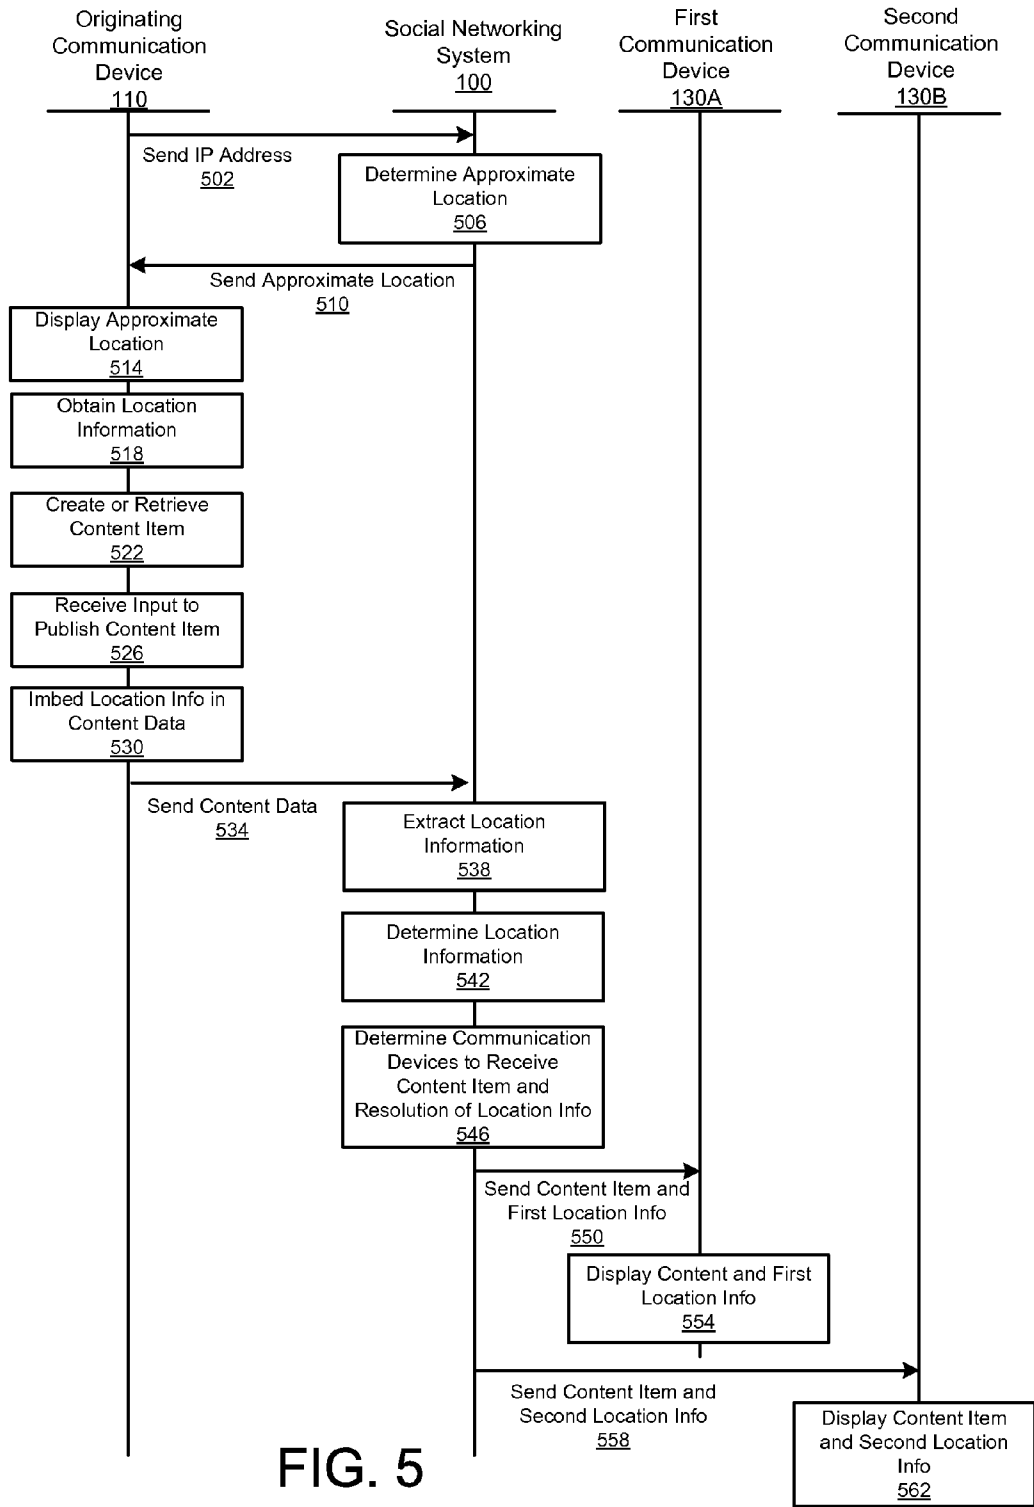 Originating
Communication
Device
110
Social Networking
System
100
First
Communication
Device
130A
Second
Communication
Device
130B
Send IP Address
502
Determine Approximate
Location
506
Send Approximate Location
510
Display Approximate
Location
514
Obtain Location
Information
518
Create or Retrieve
Content Item
522
Receive Input to
Publish Content Item
526
Imbed Location Info in
Content Data
530
Send Content Data
534
Extract Location
Information
538
Determine Location
Information
542
Determine Communication
Devices to Receive
Content Item and
Resolution of Location Info
546
Send Content Item and
First Location Info
550
Display Content and First
Location Info
554
Send Content Item and
Second Location Info
558
Display Content Item
and Second Location
Info
562
FIG. 5